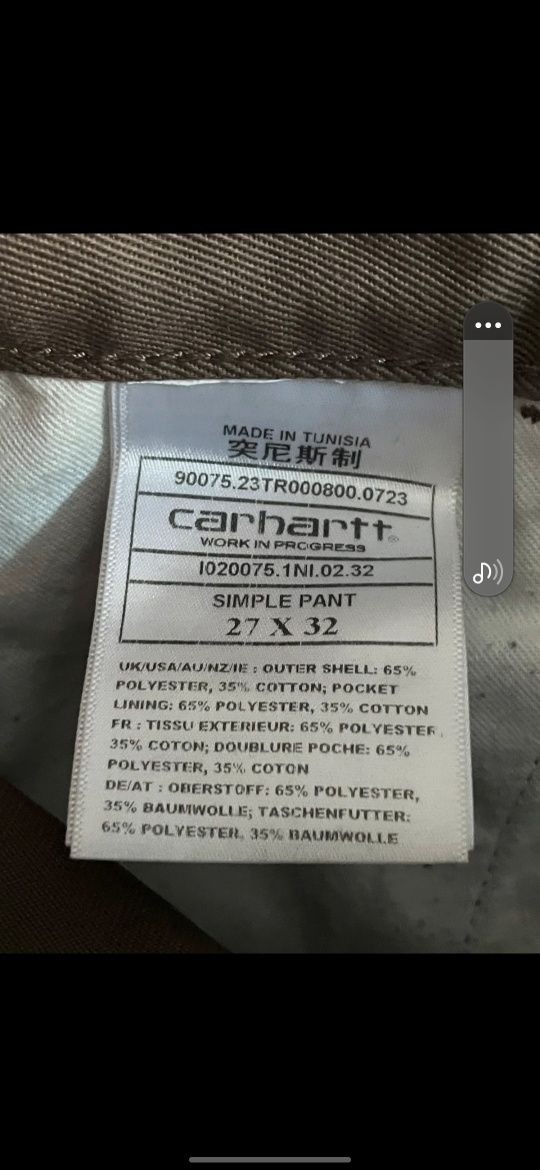 MADE IN TUNISIA
突尼斯制
90075.23TR000800.0723
carhartt®
WORK IN PROGRESS
I020075.1NI.02.32
SIMPLE PANT
27 X 32
UK/USA/AU/NZ/IE : OUTER SHELL: 65%
POLYESTER, 35% COTTON; POCKET
LINING: 65% POLYESTER, 35% COTTON
FR : TISSU EXTERIEUR: 65% POLYESTER,
35% COTON; DOUBLURE POCHE: 65%
POLYESTER, 35% COTON
DE/AT : OBERSTOFF: 65% POLYESTER,
35% BAUMWOLLE; TASCHENFUTTER:
65% POLYESTER, 35% BAUMWOLLE